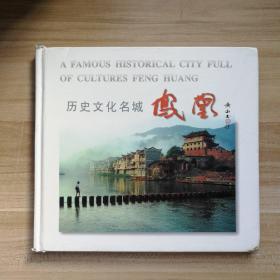 A FAMOUS HISTORICAL CITY FULL
OF CULTURES FENG HUANG
历史文化名城 鳳凰